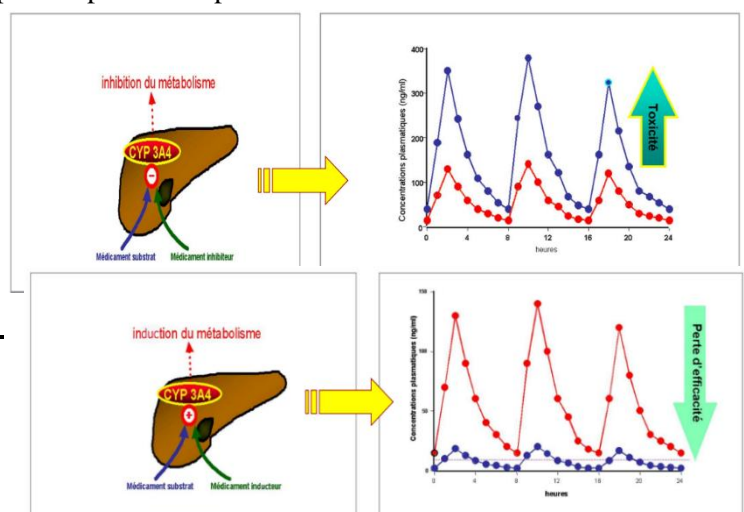 inhibition du métabolisme
CYP 3A4
−
Médicament substrat
Médicament inhibiteur
Concentrations plasmatiques (ng/ml)
400
300
200
100
0
0 4 8 12 16 20 24
heures
Toxicité
induction du métabolisme
CYP 3A4
+
Médicament substrat
Médicament inducteur
Concentrations plasmatiques (ng/ml)
100
50
0
0 4 8 12 16 20 24
heures
Perte d'efficacité